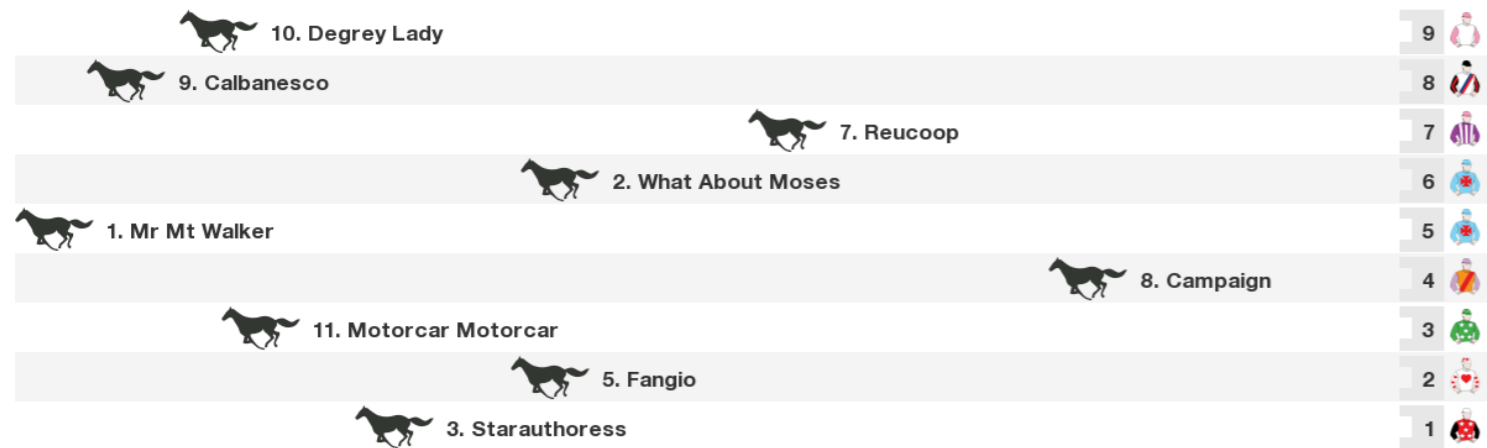 10. Degrey Lady 9
9. Calbanesco 8
7. Reucoop 7
2. What About Moses 6
1. Mr Mt Walker 5
8. Campaign 4
11. Motorcar Motorcar 3
5. Fangio 2
3. Starauthoress 1